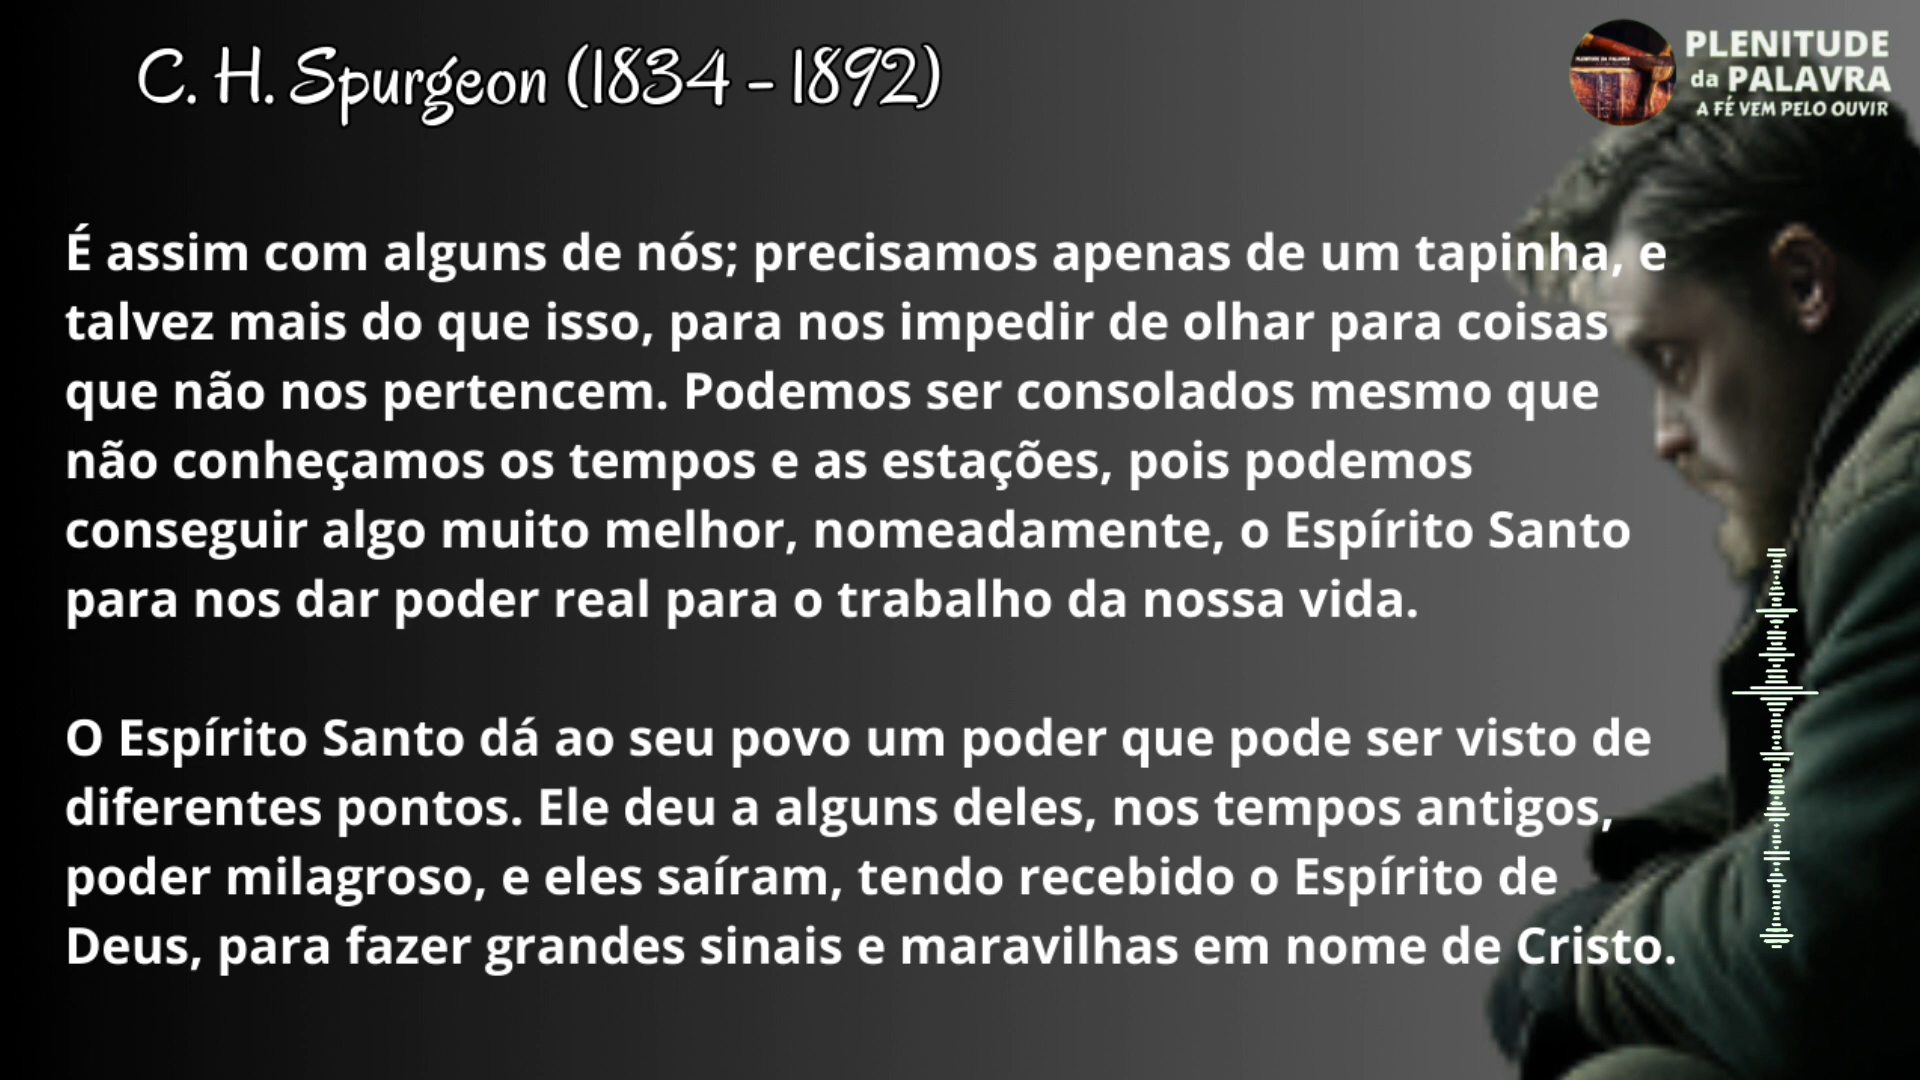 C. H. Spurgeon (1834 - 1892)
PLENITUDE
da PALAVRA
A FÉ VEM PELO OUVIR
É assim com alguns de nós; precisamos apenas de um tapinha, e
talvez mais do que isso, para nos impedir de olhar para coisas
que não nos pertencem. Podemos ser consolados mesmo que
não conheçamos os tempos e as estações, pois podemos
conseguir algo muito melhor, nomeadamente, o Espírito Santo
para nos dar poder real para o trabalho da nossa vida.
O Espírito Santo dá ao seu povo um poder que pode ser visto de
diferentes pontos. Ele deu a alguns deles, nos tempos antigos,
poder milagroso, e eles saíram, tendo recebido o Espírito de
Deus, para fazer grandes sinais e maravilhas em nome de Cristo.